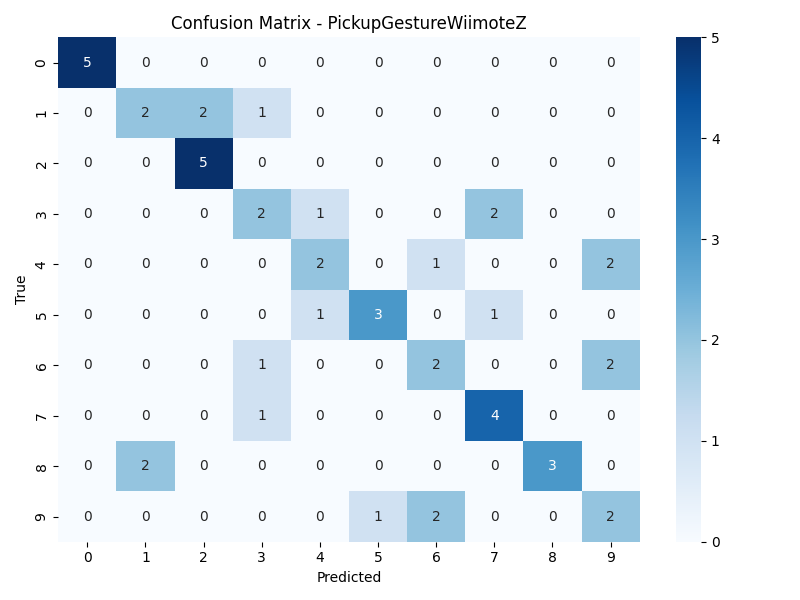 Confusion Matrix - PickupGestureWiimoteZ
0 5 0 0 0 0 0 0 0 0 0
1 0 2 2 1 0 0 0 0 0 0
2 0 0 5 0 0 0 0 0 0 0
3 0 0 0 2 1 0 0 2 0 0
4 0 0 0 0 2 0 1 0 0 2
5 0 0 0 0 1 3 0 1 0 0
6 0 0 0 1 0 0 2 0 0 2
7 0 0 0 1 0 0 0 4 0 0
8 0 2 0 0 0 0 0 0 3 0
9 0 0 0 0 0 1 2 0 0 2
0 1 2 3 4 5 6 7 8 9
Predicted
True
5
4
3
2
1
0